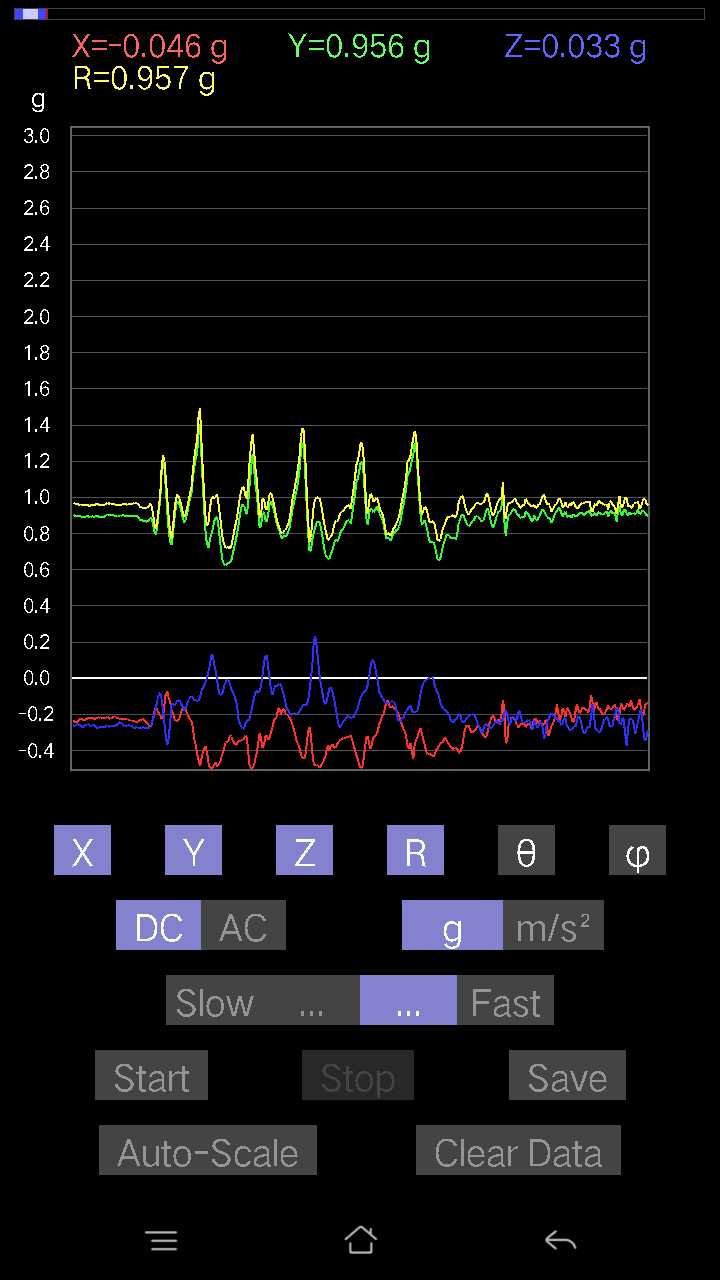 X=-0.046 g Y=0.956 g Z=0.033 g
R=0.957 g
g
3.0
2.8
2.6
2.4
2.2
2.0
1.8
1.6
1.4
1.2
1.0
0.8
0.6
0.4
0.2
0.0
-0.2
-0.4
X Y Z R θ φ
DC AC g m/s²
Slow ... ... Fast
Start Stop Save
Auto-Scale Clear Data